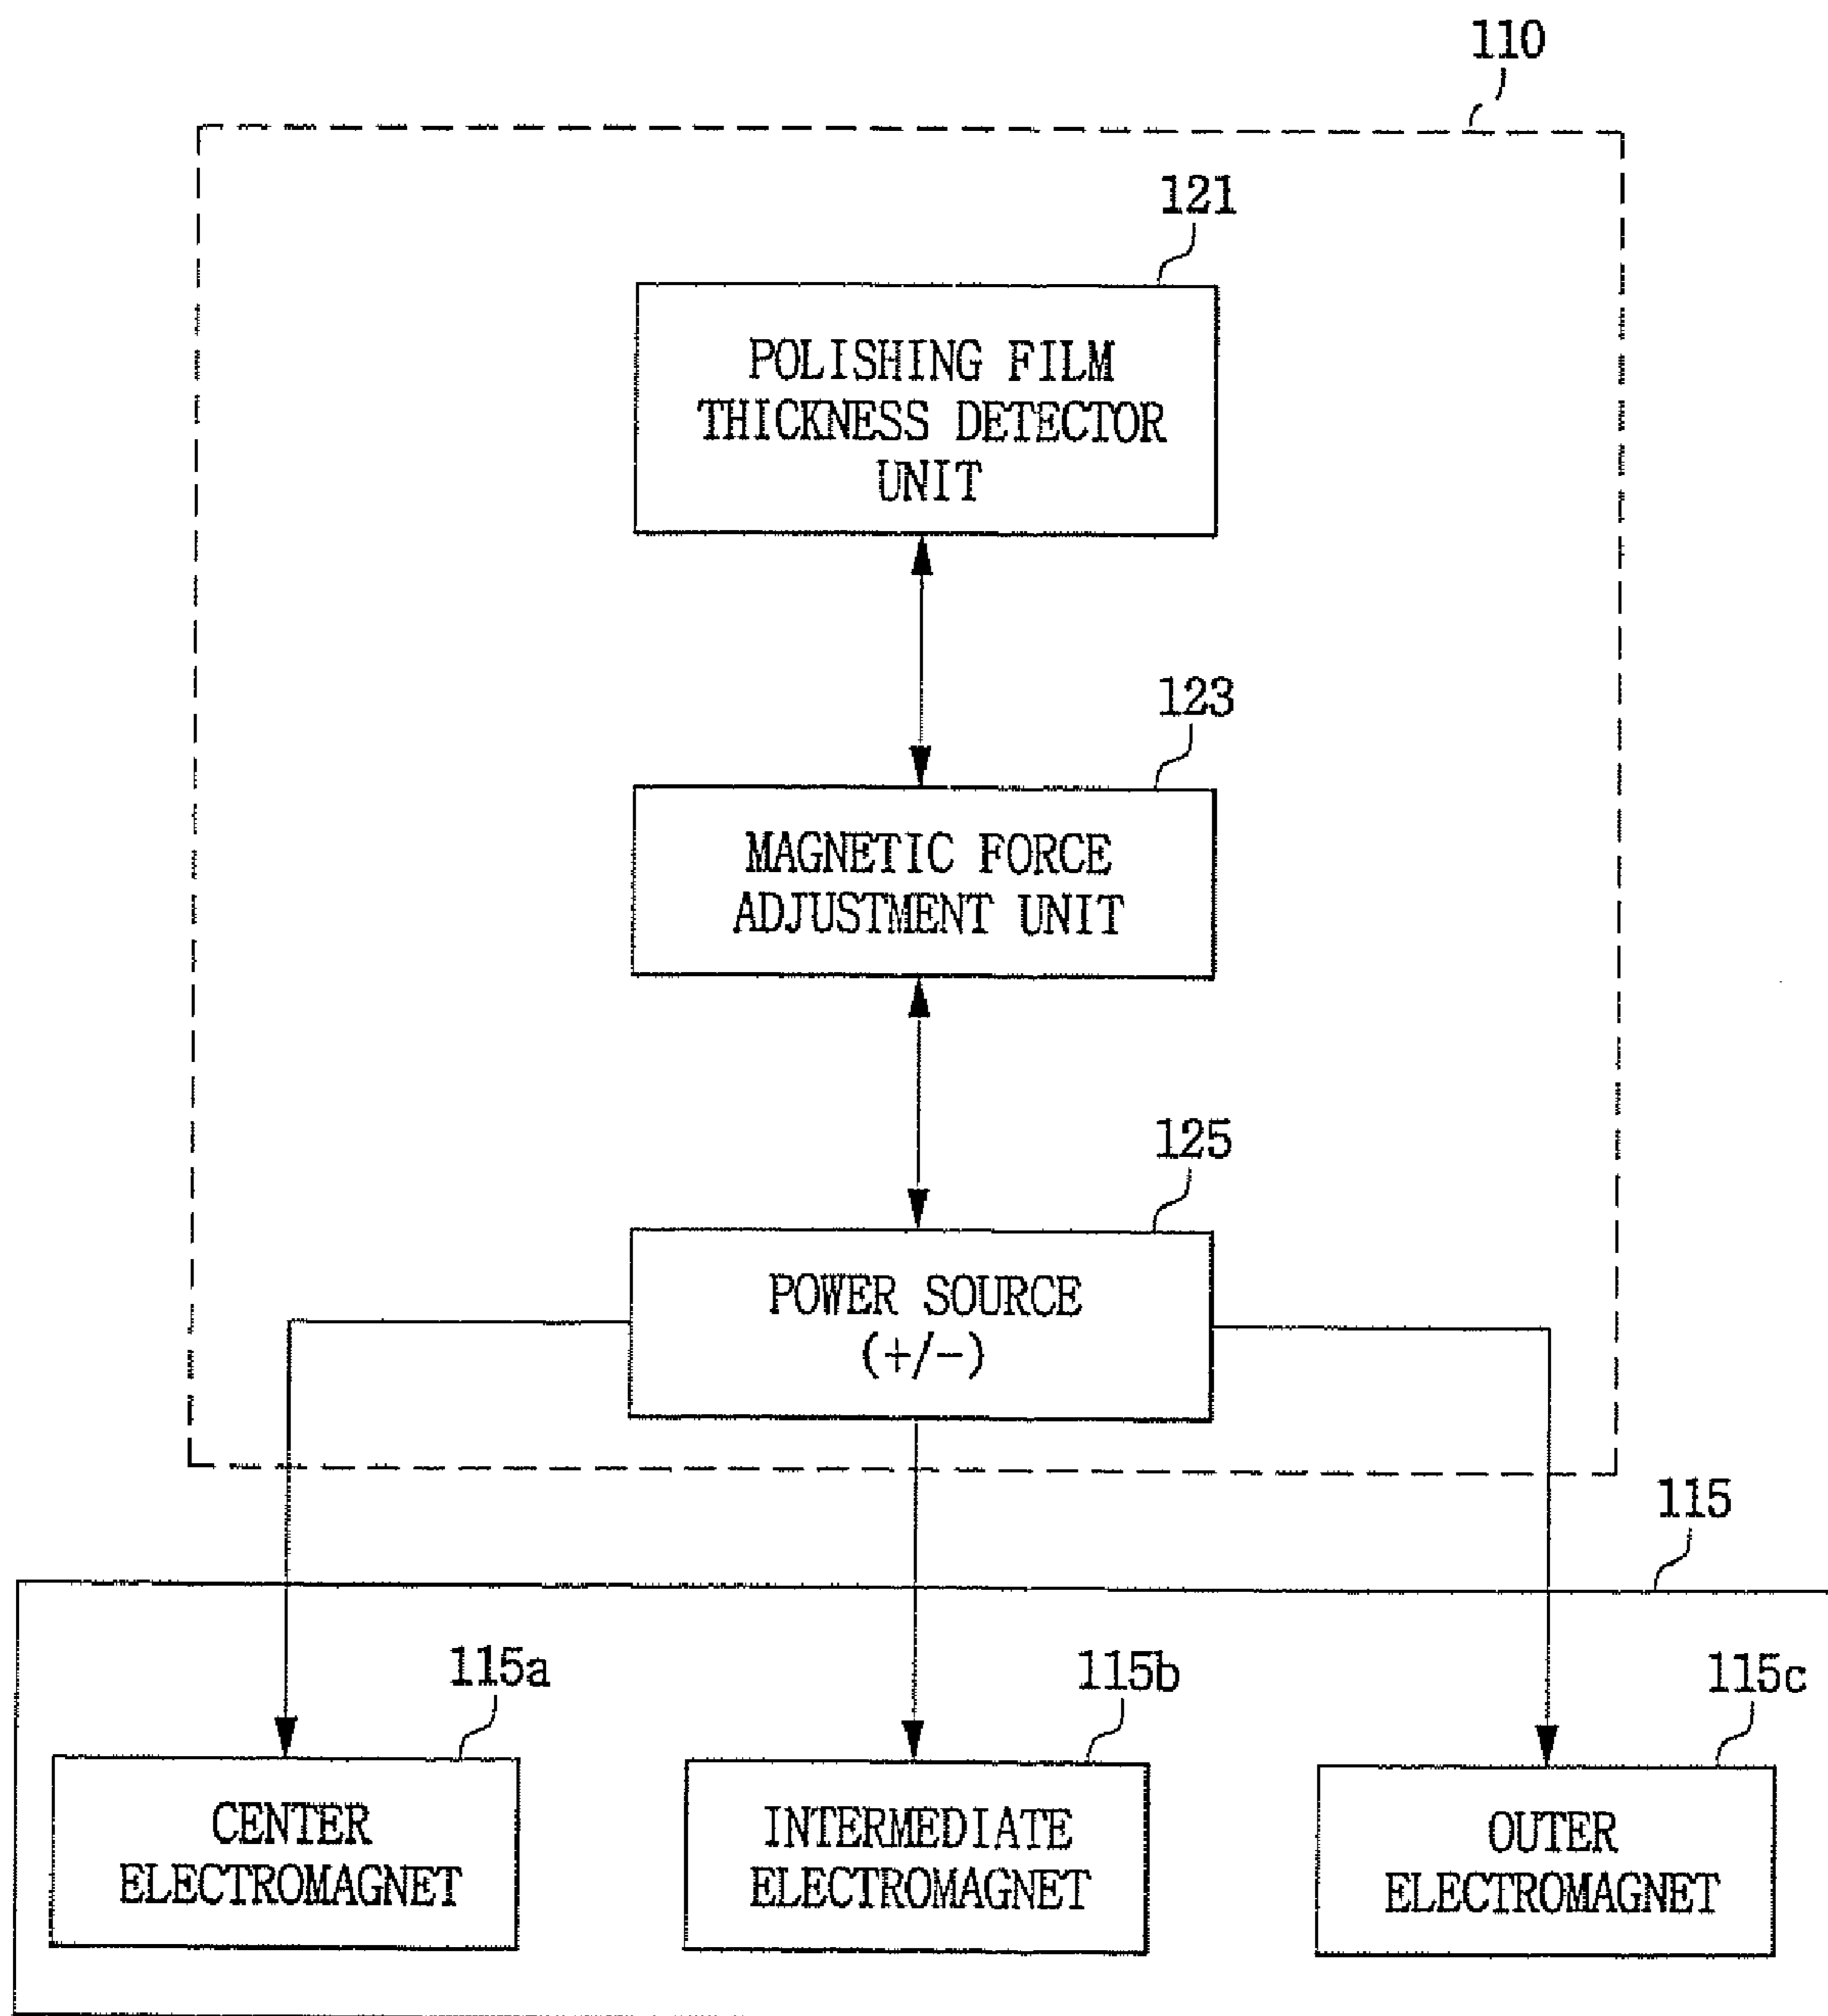 110
121
POLISHING FILM
THICKNESS DETECTOR
UNIT
123
MAGNETIC FORCE
ADJUSTMENT UNIT
125
POWER SOURCE
(+/-)
115
115a
115b
115c
CENTER
ELECTROMAGNET
INTERMEDIATE
ELECTROMAGNET
OUTER
ELECTROMAGNET